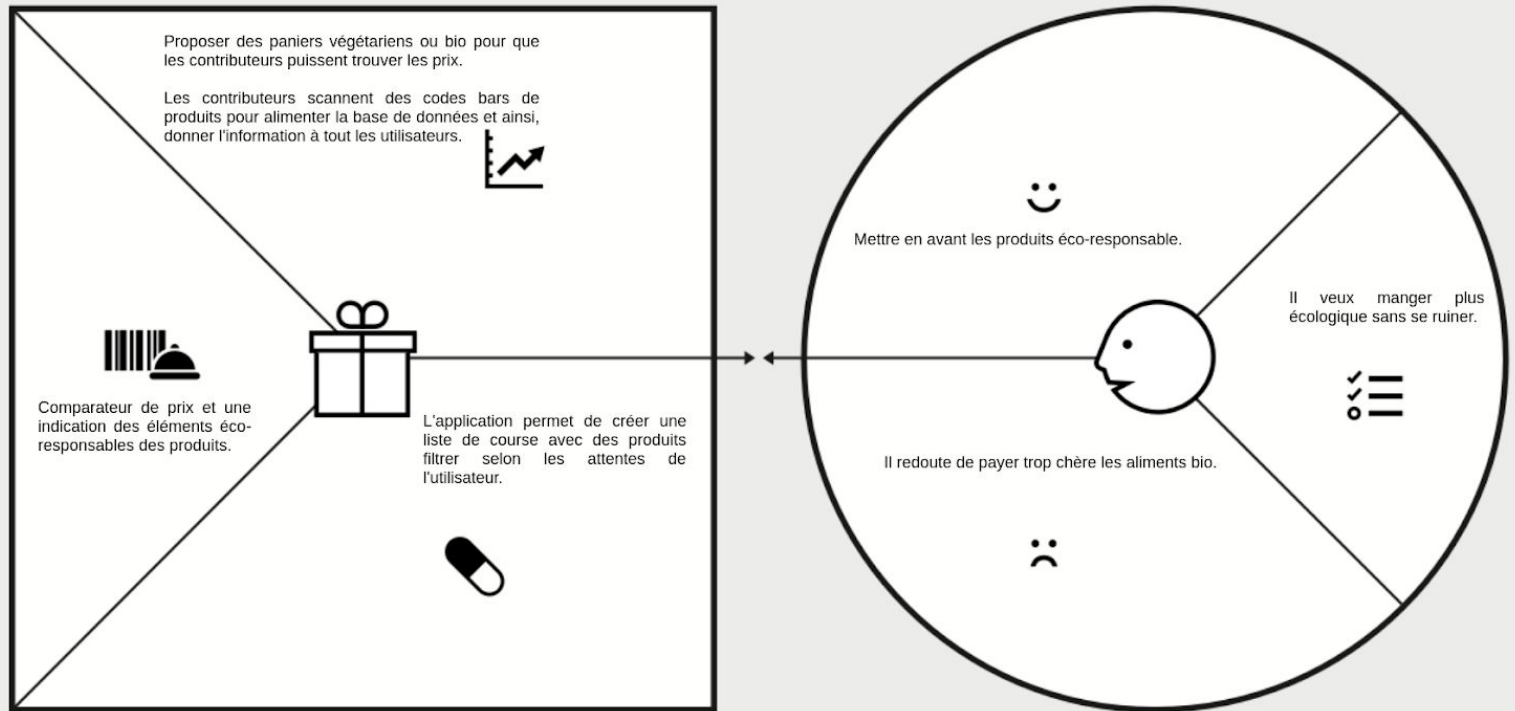 Proposer des paniers végétariens ou bio pour que
les contributeurs puissent trouver les prix.
Les contributeurs scannent des codes bars de
produits pour alimenter la base de données et ainsi,
donner l'information à tout les utilisateurs.
Comparateur de prix et une
indication des éléments éco-
responsables des produits.
L'application permet de créer une
liste de course avec des produits
filtrer selon les attentes de
l'utilisateur.
Mettre en avant les produits éco-responsable.
Il veux manger plus
écologique sans se ruiner.
Il redoute de payer trop chère les aliments bio.